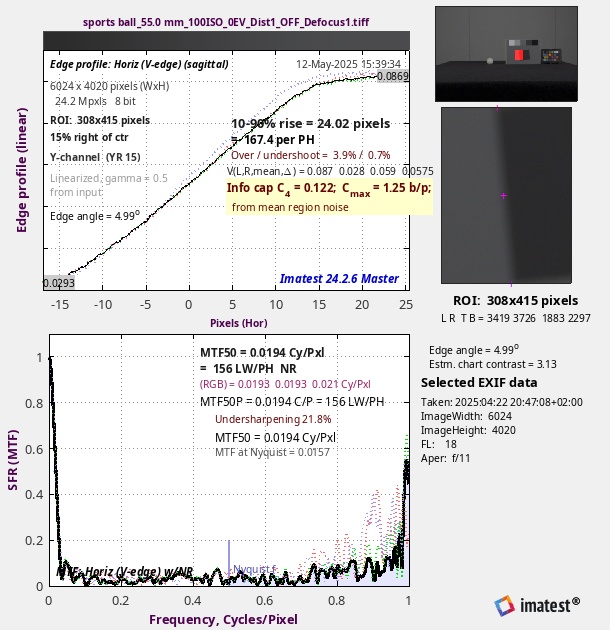 sports ball_55.0 mm_100ISO_0EV_Dist1_OFF_Defocus1.tiff
Edge profile: Horiz (V-edge) (sagittal)
12-May-2025 15:39:34
0.0869
6024 x 4020 pixels (WxH)
24.2 Mpxls 8 bit
ROI: 308x415 pixels
15% right of ctr
Y-channel (YR 15)
Linearized, gamma = 0.5
from input
Edge angle = 4.99⁰
10-90% rise = 24.02 pixels
= 167.4 per PH
Over / undershoot = 3.9% / 0.7%
V(L,R,mean,Δ) = 0.087 0.028 0.059 0.0575
Info cap C4 = 0.122; Cmax = 1.25 b/p;
from mean region noise
0.0293
Imatest 24.2.6 Master
Edge profile (linear)
-15 -10 -5 0 5 10 15 20 25
Pixels (Hor)
ROI: 308x415 pixels
L R T B = 3419 3726 1883 2297
Edge angle = 4.99⁰
Estm. chart contrast = 3.13
Selected EXIF data
Taken: 2025:04:22 20:47:08+02:00
ImageWidth: 6024
ImageHeight: 4020
FL: 18
Aper: f/11
MTF50 = 0.0194 Cy/Pxl
= 156 LW/PH NR
(RGB) = 0.0193 0.0193 0.021 Cy/Pxl
MTF50P = 0.0194 C/P = 156 LW/PH
Undersharpening 21.8%
MTF50 = 0.0194 Cy/Pxl
MTF at Nyquist = 0.0157
1
0.8
0.6
0.4
0.2
0
SFR (MTF)
MTF: Horiz (V-edge) w/NR
Nyquist f
0 0.2 0.4 0.6 0.8 1
Frequency, Cycles/Pixel
imatest®